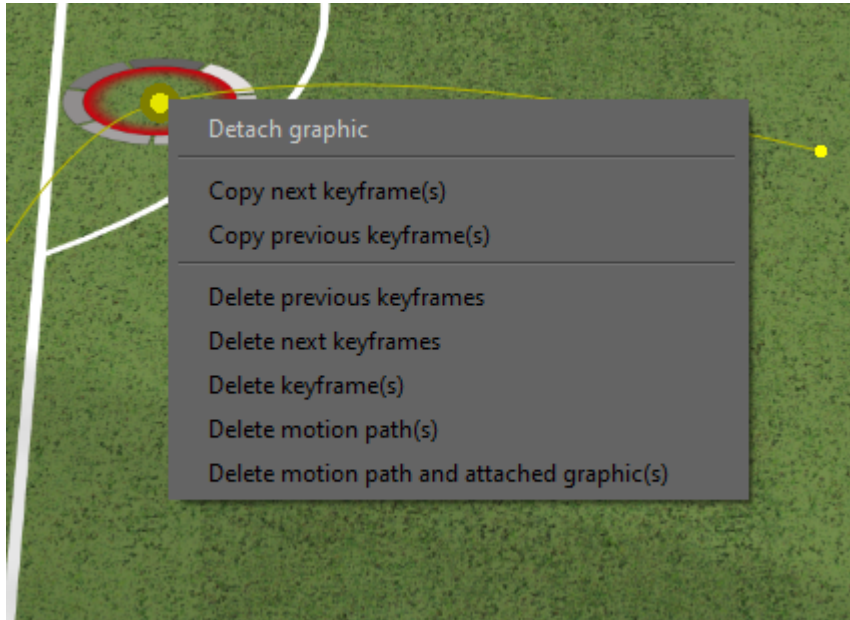 Detach graphic
Copy next keyframe(s)
Copy previous keyframe(s)
Delete previous keyframes
Delete next keyframes
Delete keyframe(s)
Delete motion path(s)
Delete motion path and attached graphic(s)